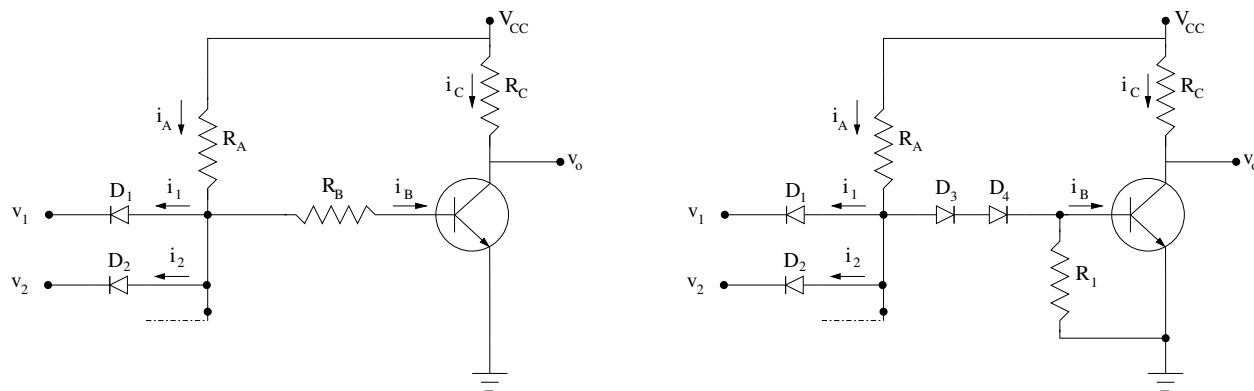 V_CC
i_C R_C
i_A R_A
v_o
D_1 i_1 R_B i_B
v_1
D_2 i_2
v_2
V_CC
i_C R_C
i_A R_A
v_o
D_1 i_1 D_3 D_4 i_B
v_1
D_2 i_2
v_2 R_1